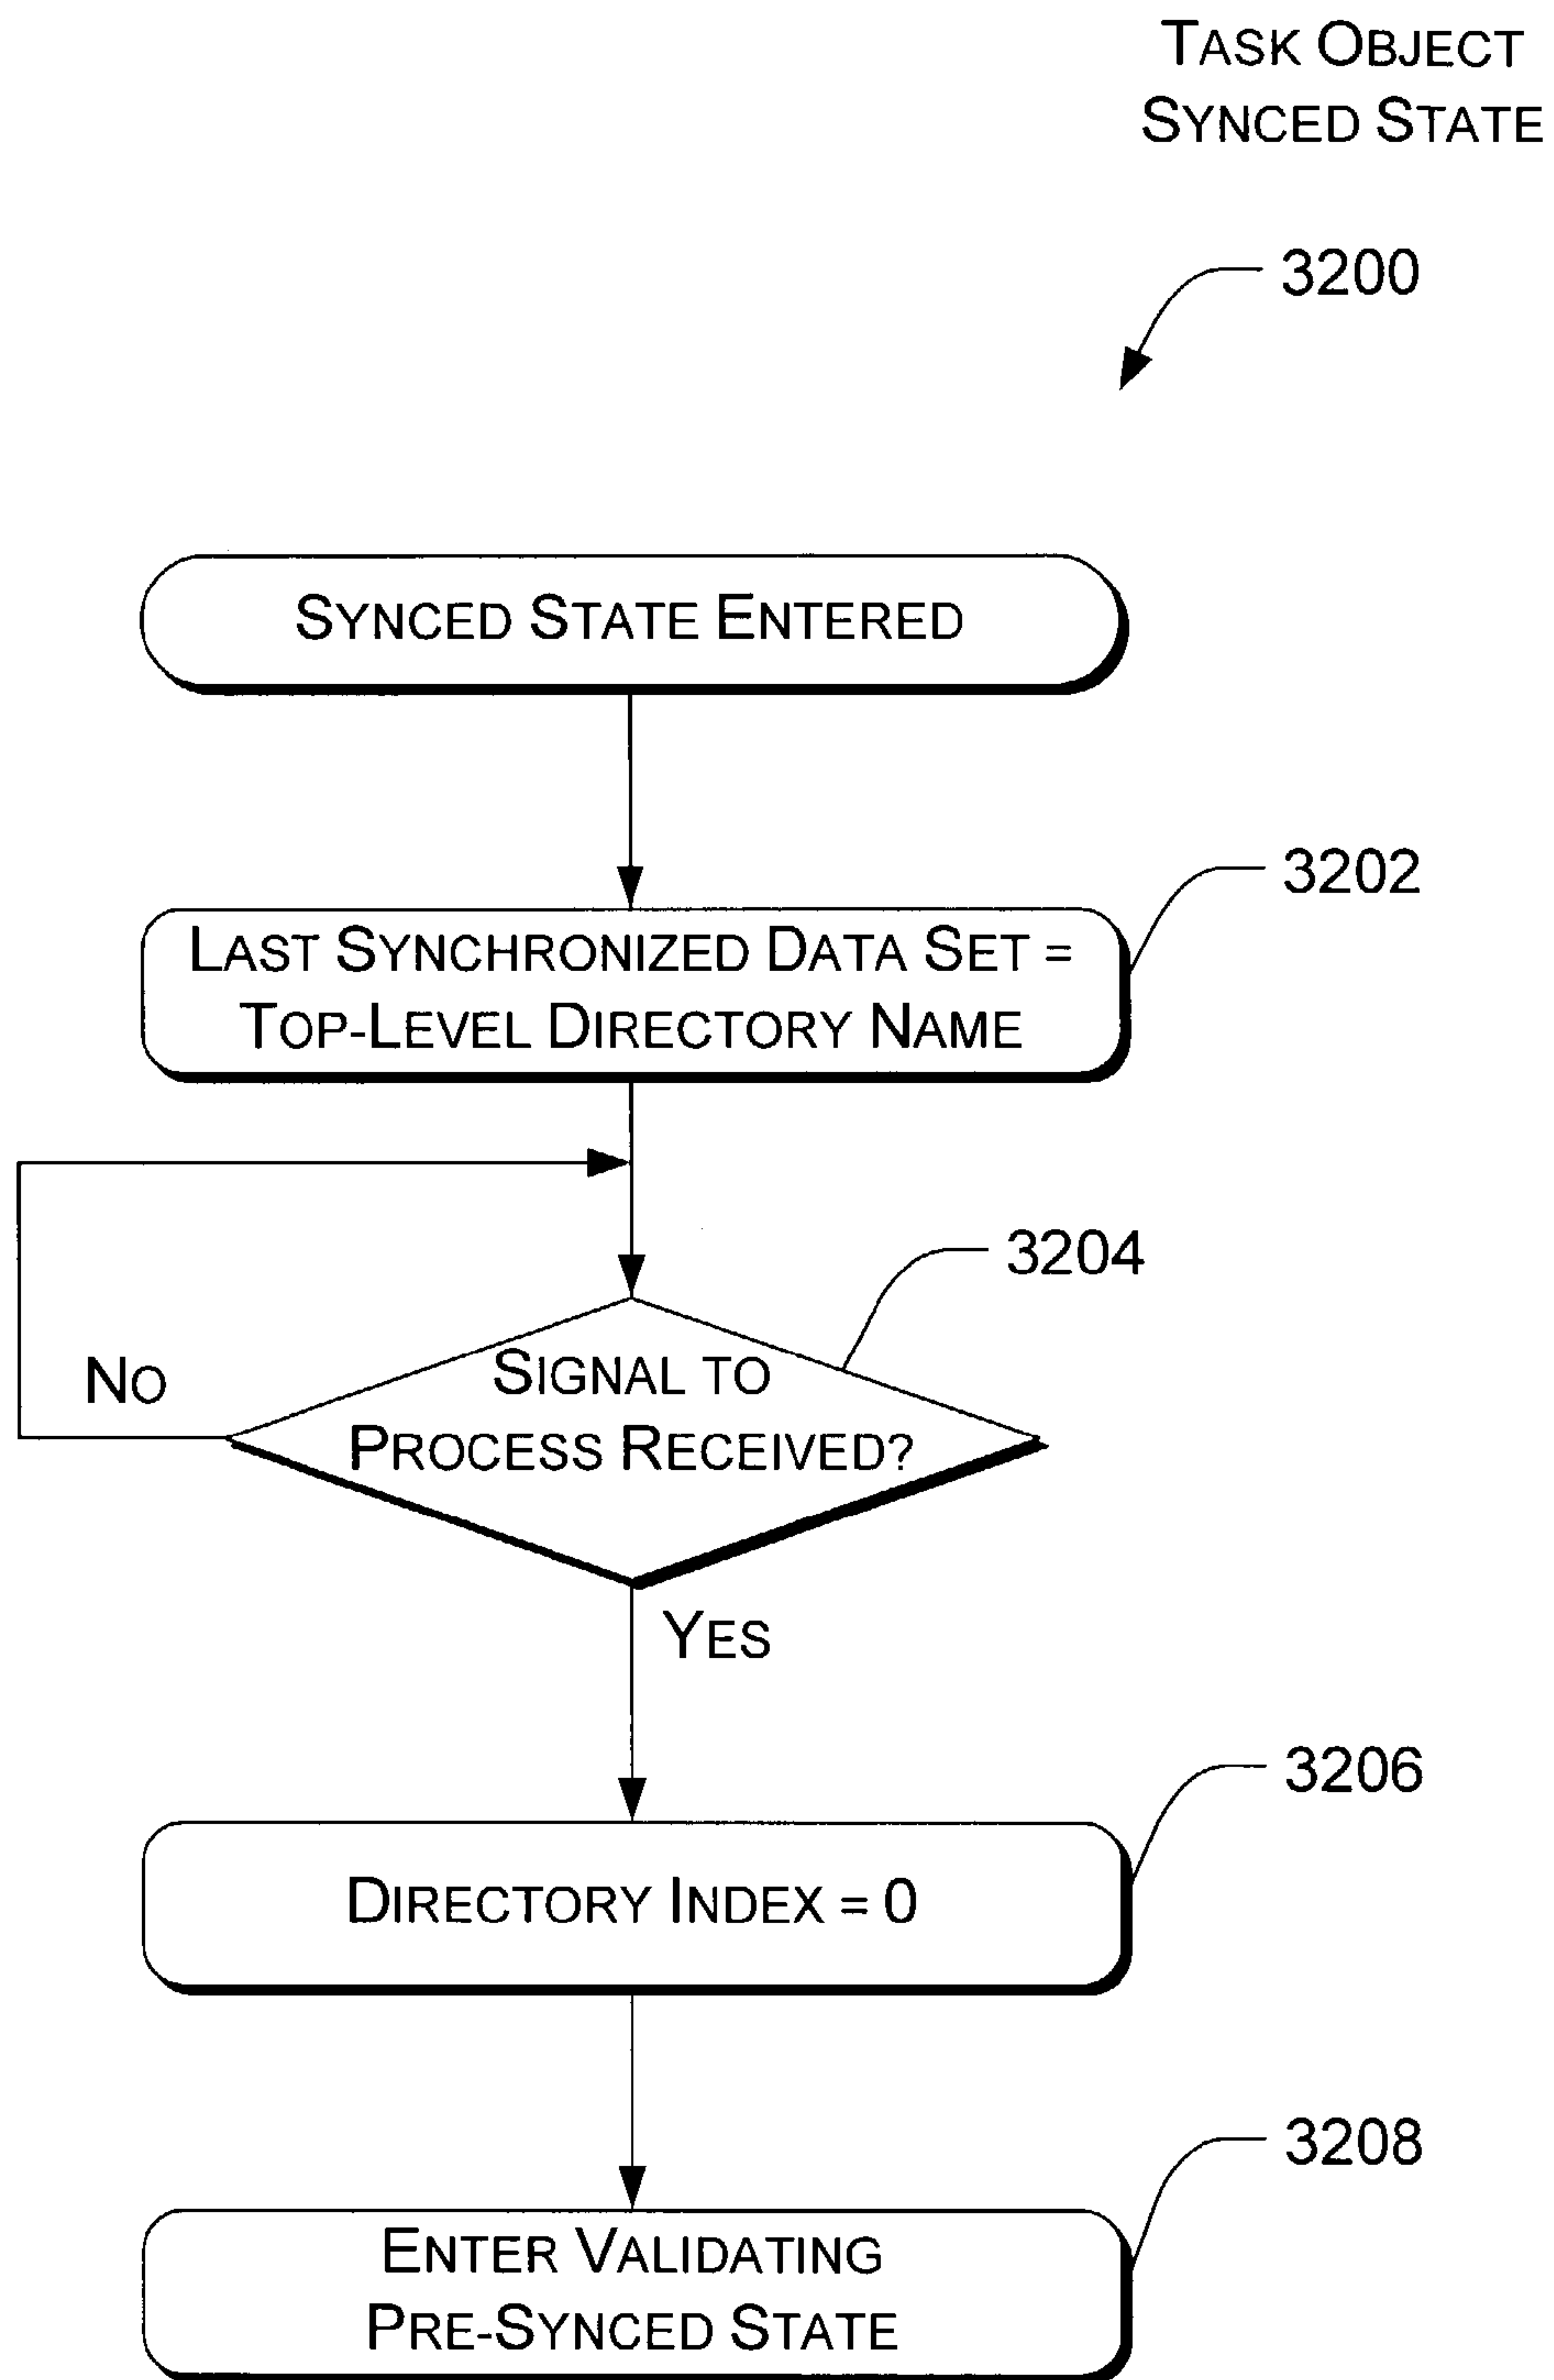 TASK OBJECT
SYNCED STATE
3200
SYNCED STATE ENTERED
3202
LAST SYNCHRONIZED DATA SET =
TOP-LEVEL DIRECTORY NAME
3204
NO
SIGNAL TO
PROCESS RECEIVED?
YES
3206
DIRECTORY INDEX = 0
3208
ENTER VALIDATING
PRE-SYNCED STATE